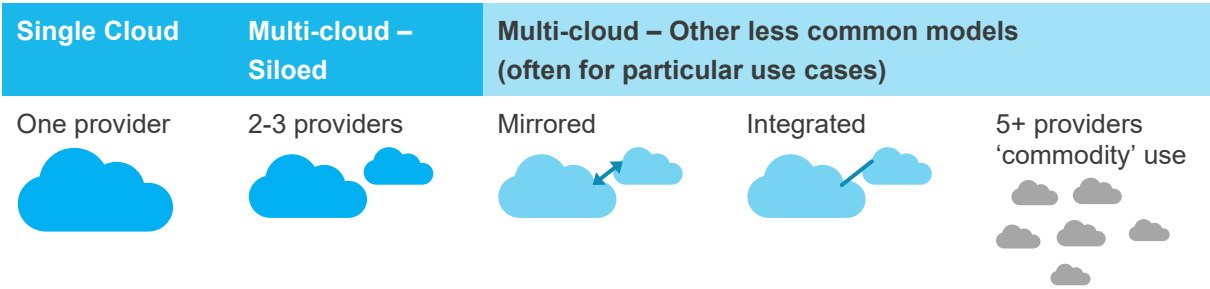 Single Cloud
Multi-cloud –
Siloed
Multi-cloud – Other less common models
(often for particular use cases)
One provider
2-3 providers
Mirrored
Integrated
5+ providers
‘commodity’ use